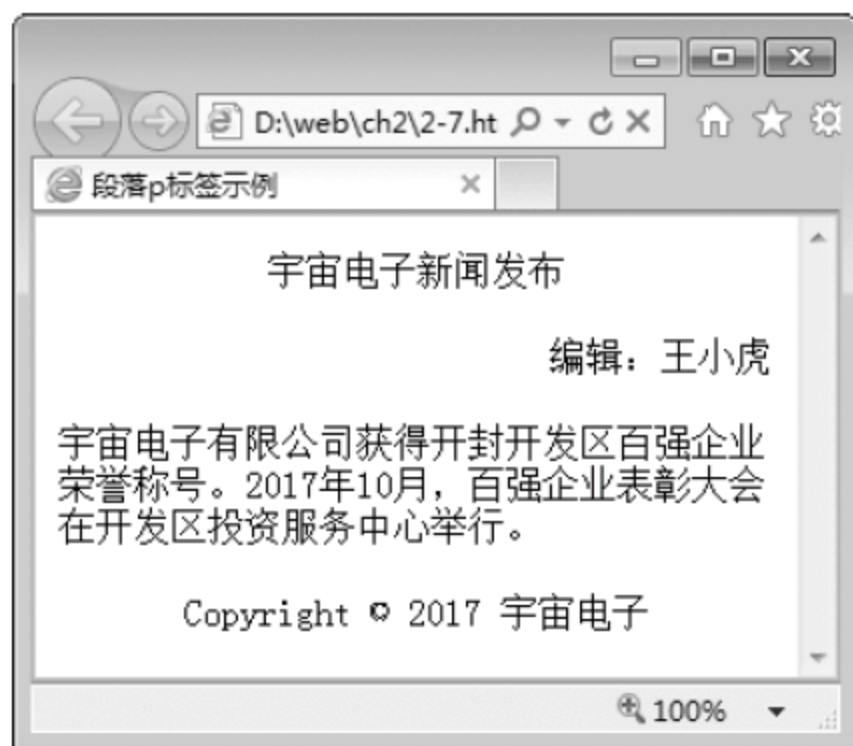 D:\web\ch2\2-7.ht
段落p标签示例
宇宙电子新闻发布
编辑：王小虎
宇宙电子有限公司获得开封开发区百强企业
荣誉称号。2017年10月，百强企业表彰大会
在开发区投资服务中心举行。
Copyright © 2017 宇宙电子
100%